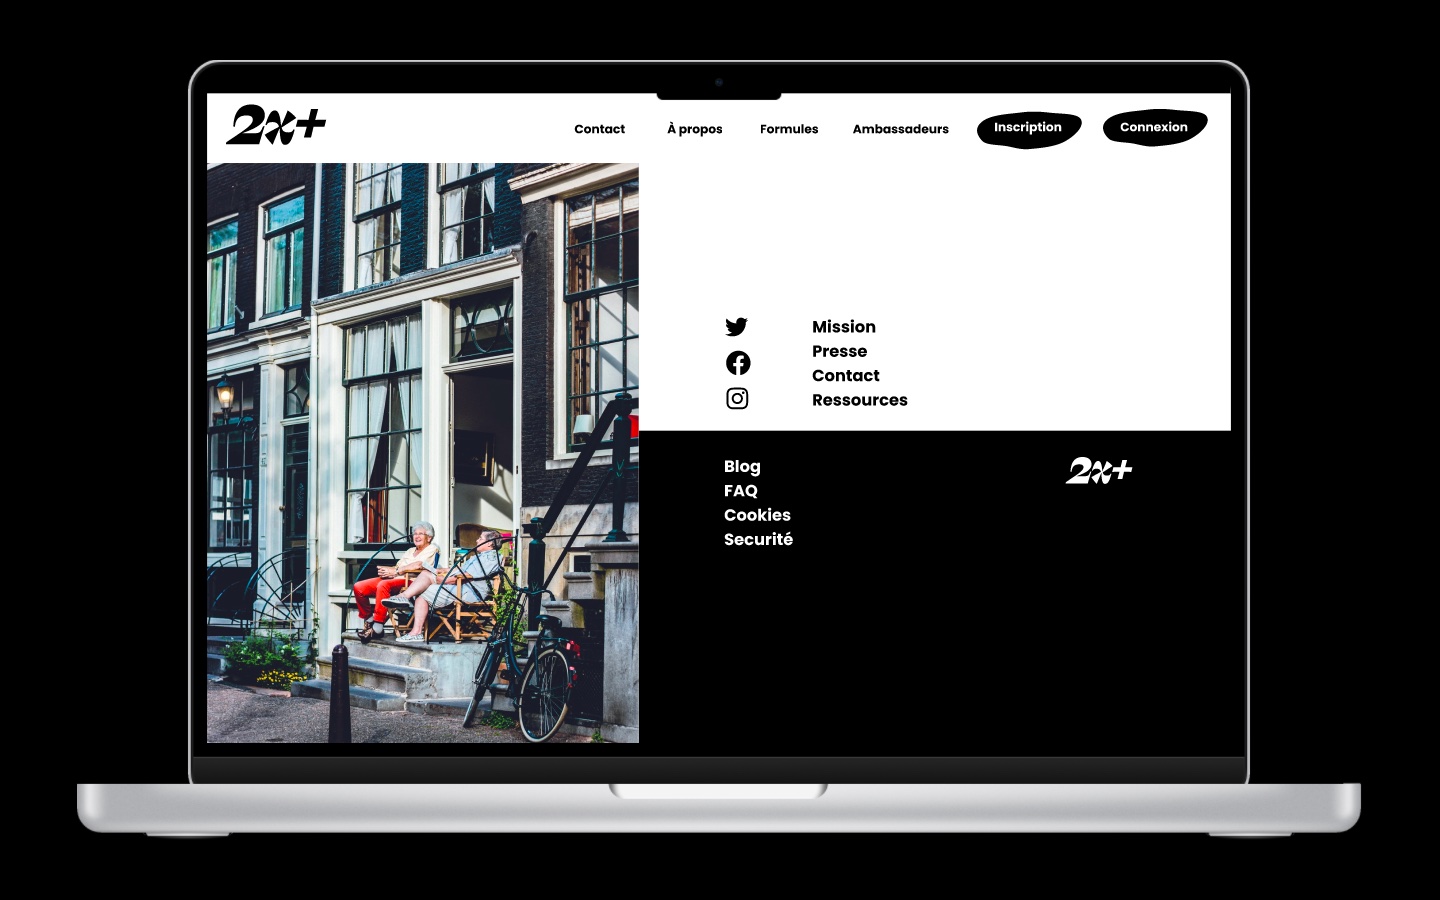 2x+
Contact À propos Formules Ambassadeurs Inscription Connexion
Mission
Presse
Contact
Ressources
Blog
FAQ
Cookies
Securité
2x+